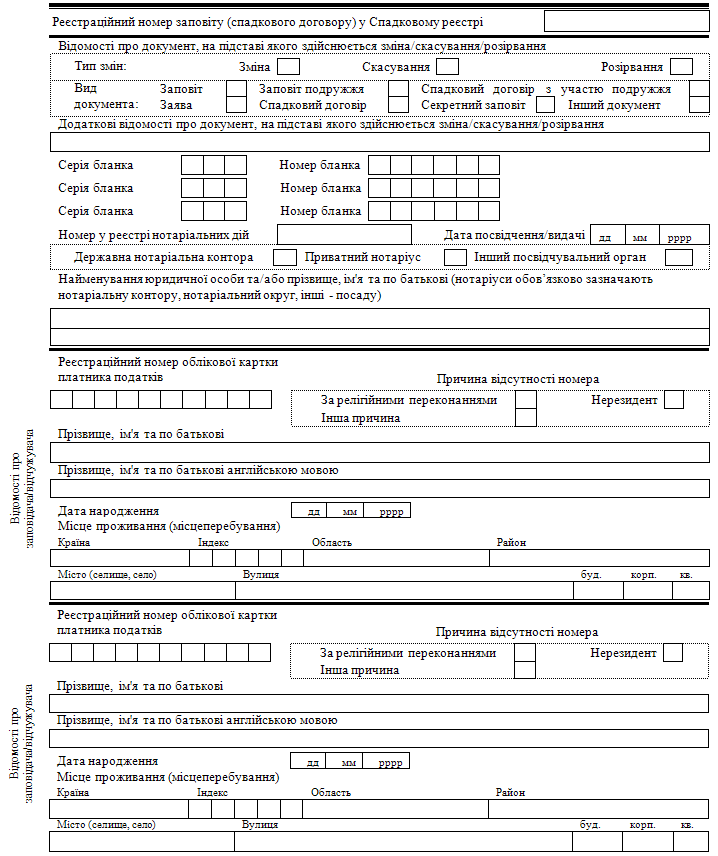 Реєстраційний номер заповіту (спадкового договору) у Спадковому реєстрі
Відомості про документ, на підставі якого здійснюється зміна/скасування/розірвання
Тип змін: Зміна Скасування Розірвання
Вид Заповіт Заповіт подружжя Спадковий договір з участю подружжя
документа: Заява Спадковий договір Секретний заповіт Інший документ
Додаткові відомості про документ, на підставі якого здійснюється зміна/скасування/розірвання
Серія бланка Номер бланка
Серія бланка Номер бланка
Серія бланка Номер бланка
Номер у реєстрі нотаріальних дій Дата посвідчення/видачі дд мм рррр
Державна нотаріальна контора Приватний нотаріус Інший посвідчувальний орган
Найменування юридичної особи та/або прізвище, ім'я та по батькові (нотаріуси обов’язково зазначають
нотаріальну контору, нотаріальний округ, інші - посаду)
Відомості про
заповідача/відчужувача
Реєстраційний номер облікової картки
платника податків
Причина відсутності номера
За релігійними переконаннями Нерезидент
Інша причина
Прізвище, ім'я та по батькові
Прізвище, ім'я та по батькові англійською мовою
Дата народження дд мм рррр
Місце проживання (місцеперебування)
Країна Індекс Область Район
Місто (селище, село) Вулиця буд. корп. кв.
Відомості про
заповідача/відчужувача
Реєстраційний номер облікової картки
платника податків
Причина відсутності номера
За релігійними переконаннями Нерезидент
Інша причина
Прізвище, ім'я та по батькові
Прізвище, ім'я та по батькові англійською мовою
Дата народження дд мм рррр
Місце проживання (місцеперебування)
Країна Індекс Область Район
Місто (селище, село) Вулиця буд. корп. кв.